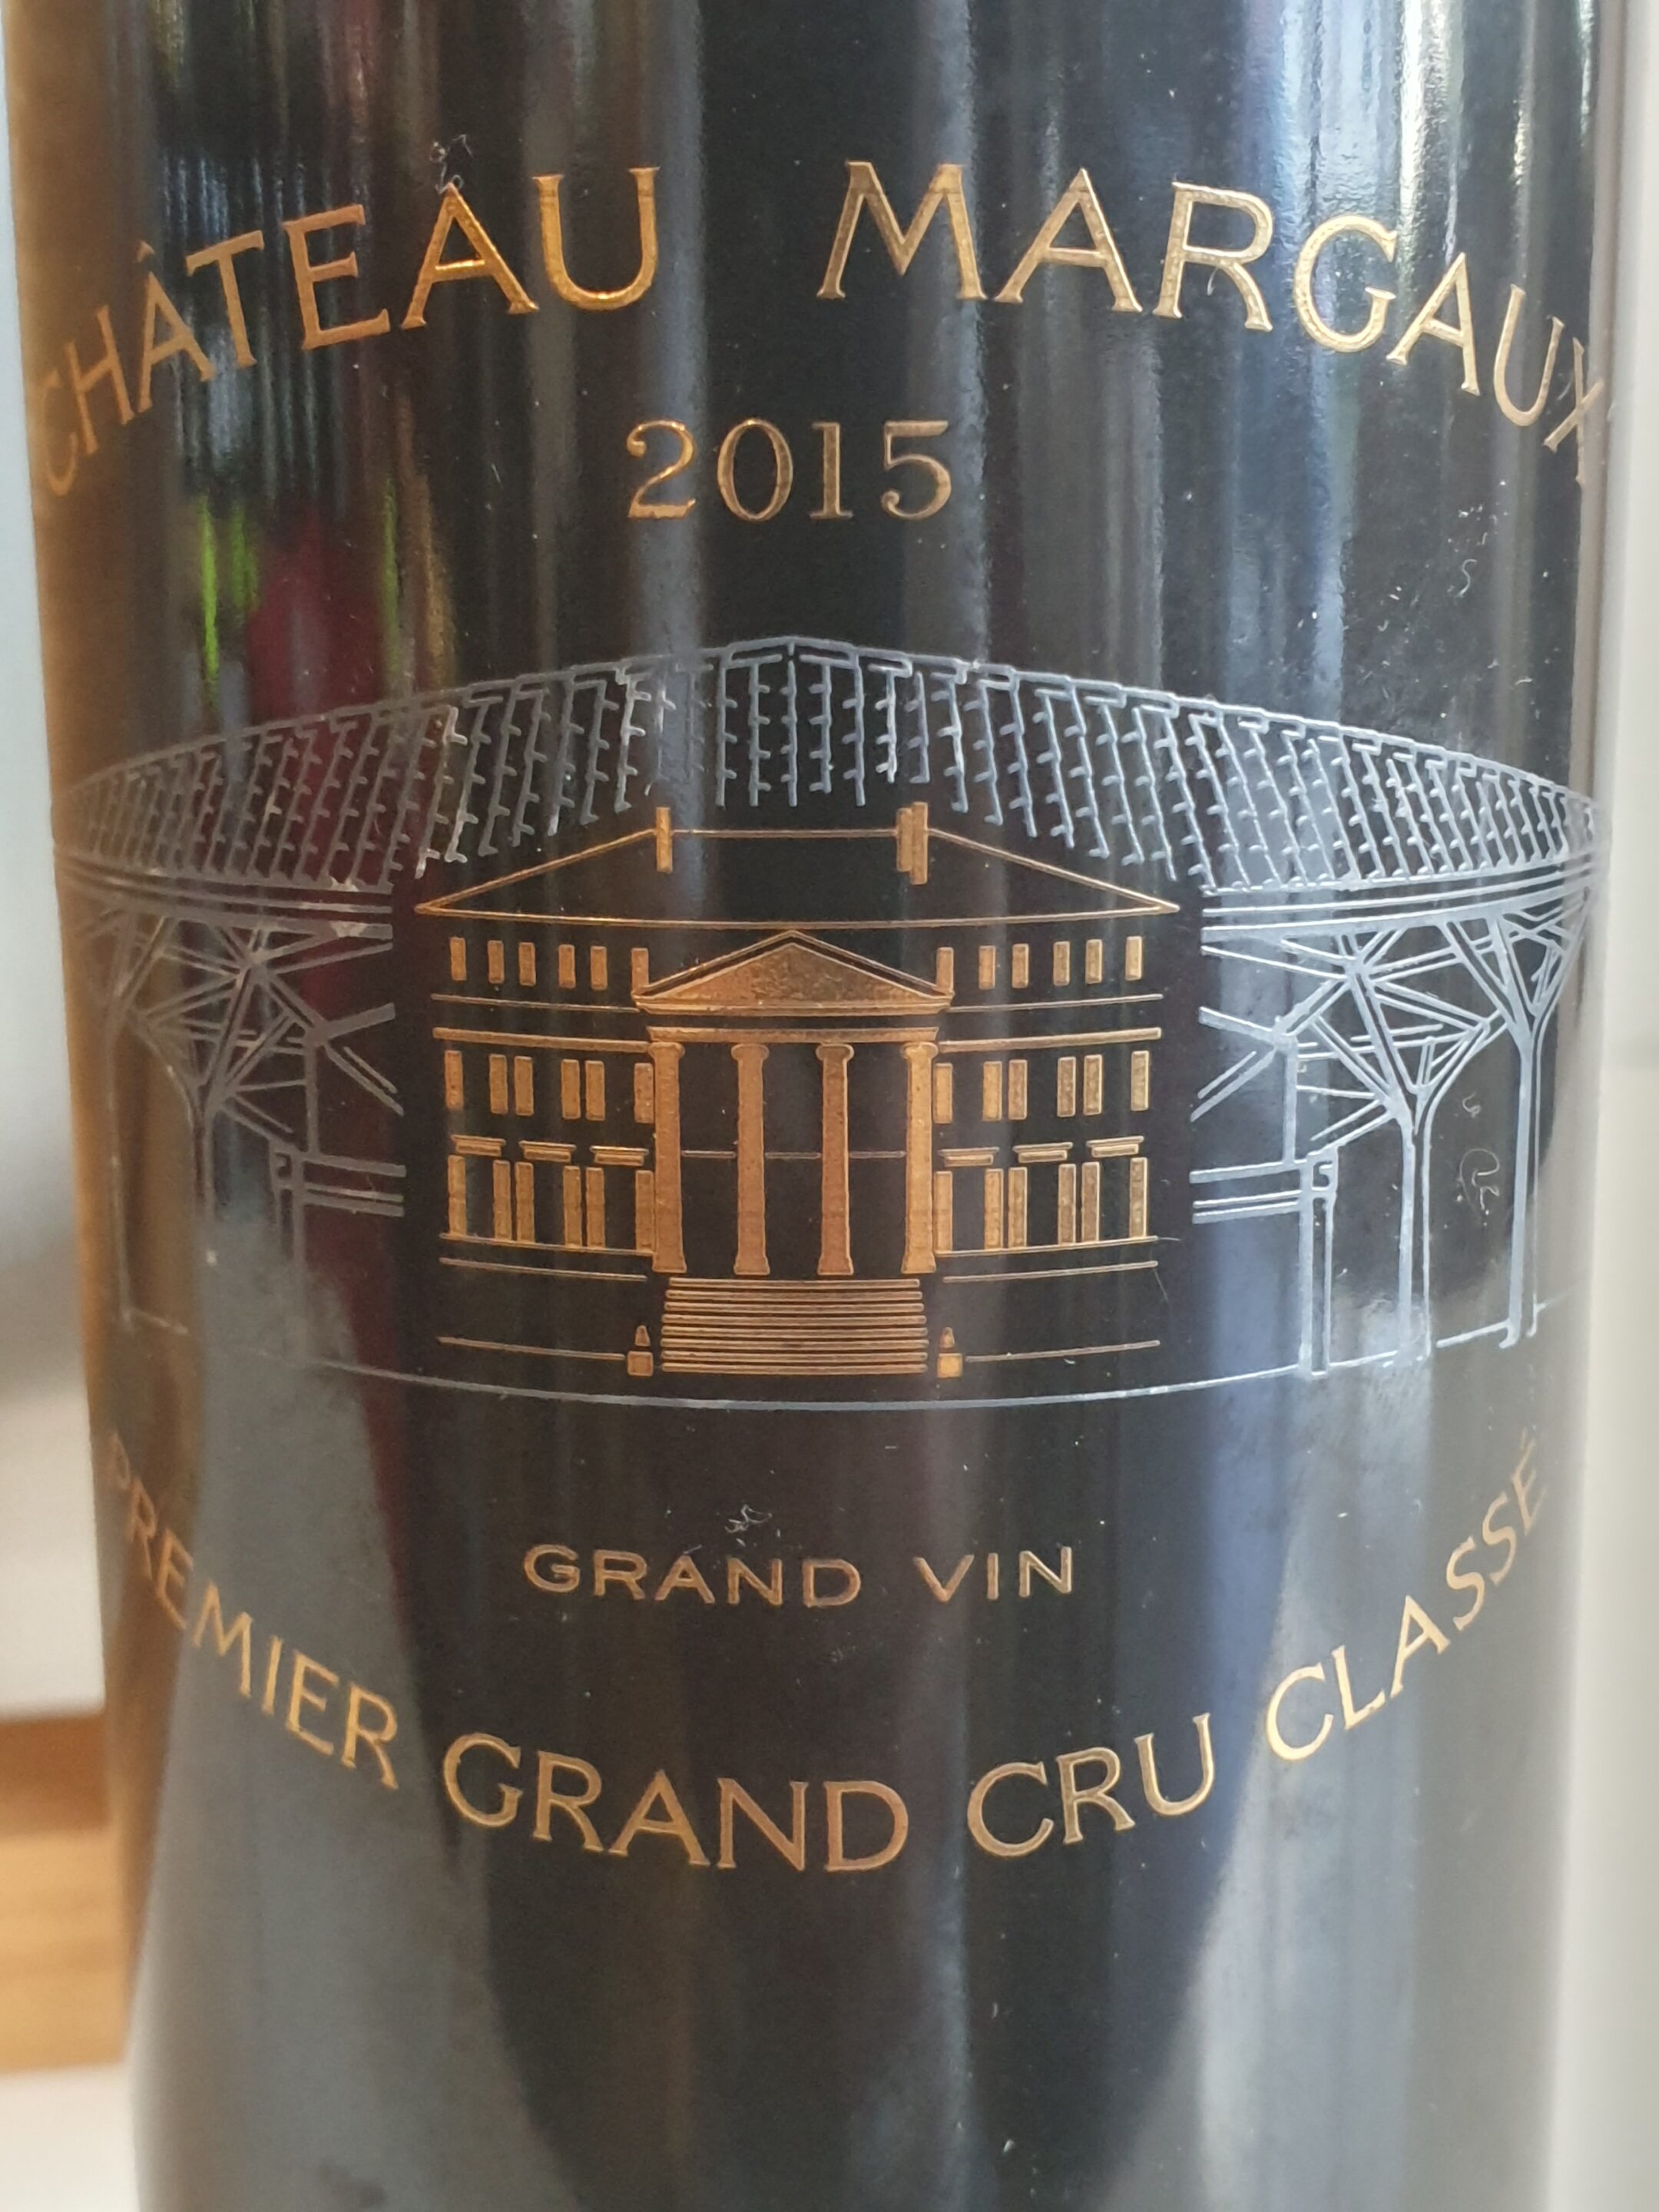 CHÂTEAU MARGAUX
2015
GRAND VIN
PREMIER GRAND CRU CLASSÉ